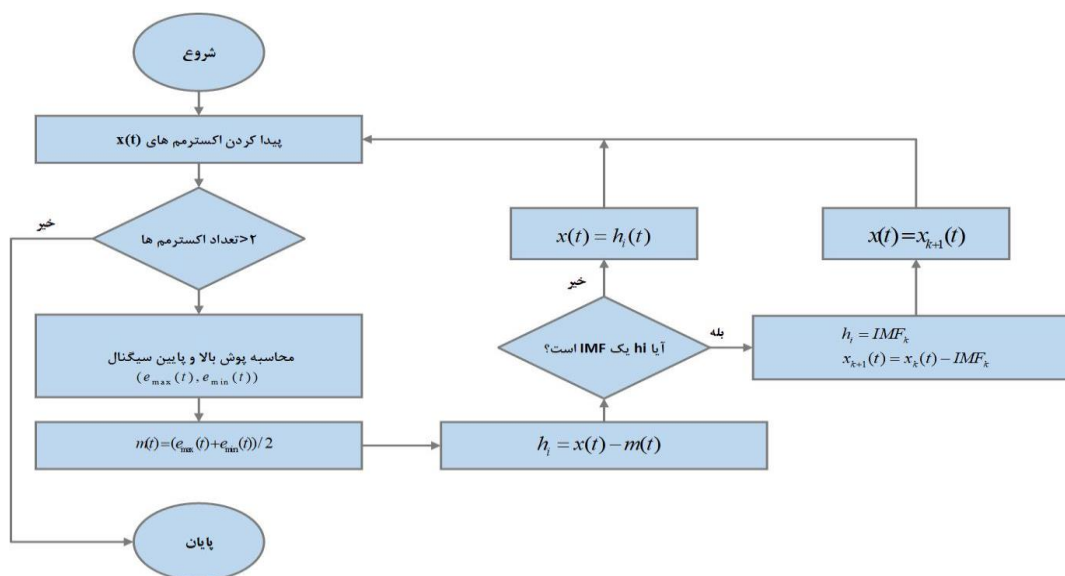 شروع
پیدا کردن اکسترمم های x(t)
خیر
۲<تعداد اکسترمم ها
محاسبه پوش بالا و پایین سیگنال
(e_max(t), e_min(t))
m(t)=(e_max(t)+e_min(t))/2
پایان
h_i = x(t) − m(t)
آیا hi یک IMF است؟
خیر
x(t) = h_i(t)
بله
h_i = IMF_k
x_{k+1}(t) = x_k(t) − IMF_k
x(t)=x_{k+1}(t)